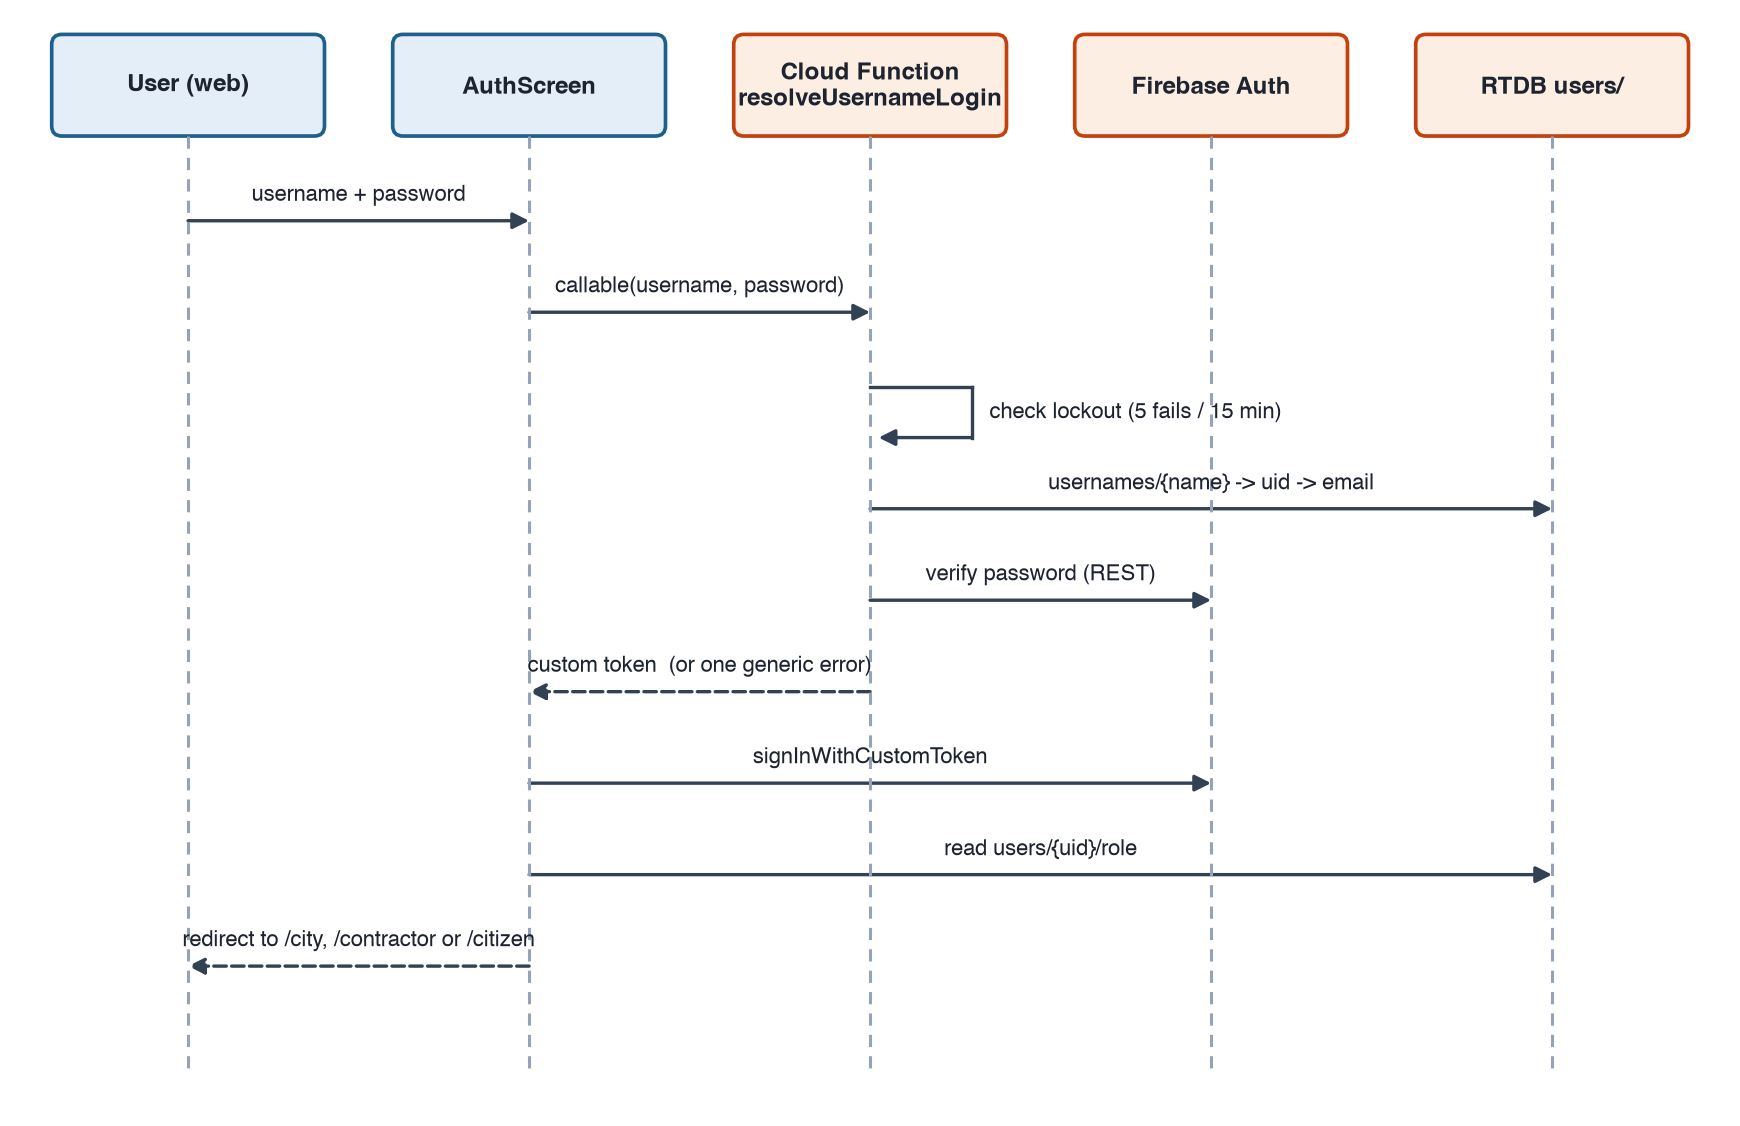 User (web)
AuthScreen
Cloud Function
resolveUsernameLogin
Firebase Auth
RTDB users/
username + password
callable(username, password)
check lockout (5 fails / 15 min)
usernames/{name} -> uid -> email
verify password (REST)
custom token  (or one generic error)
signInWithCustomToken
read users/{uid}/role
redirect to /city, /contractor or /citizen